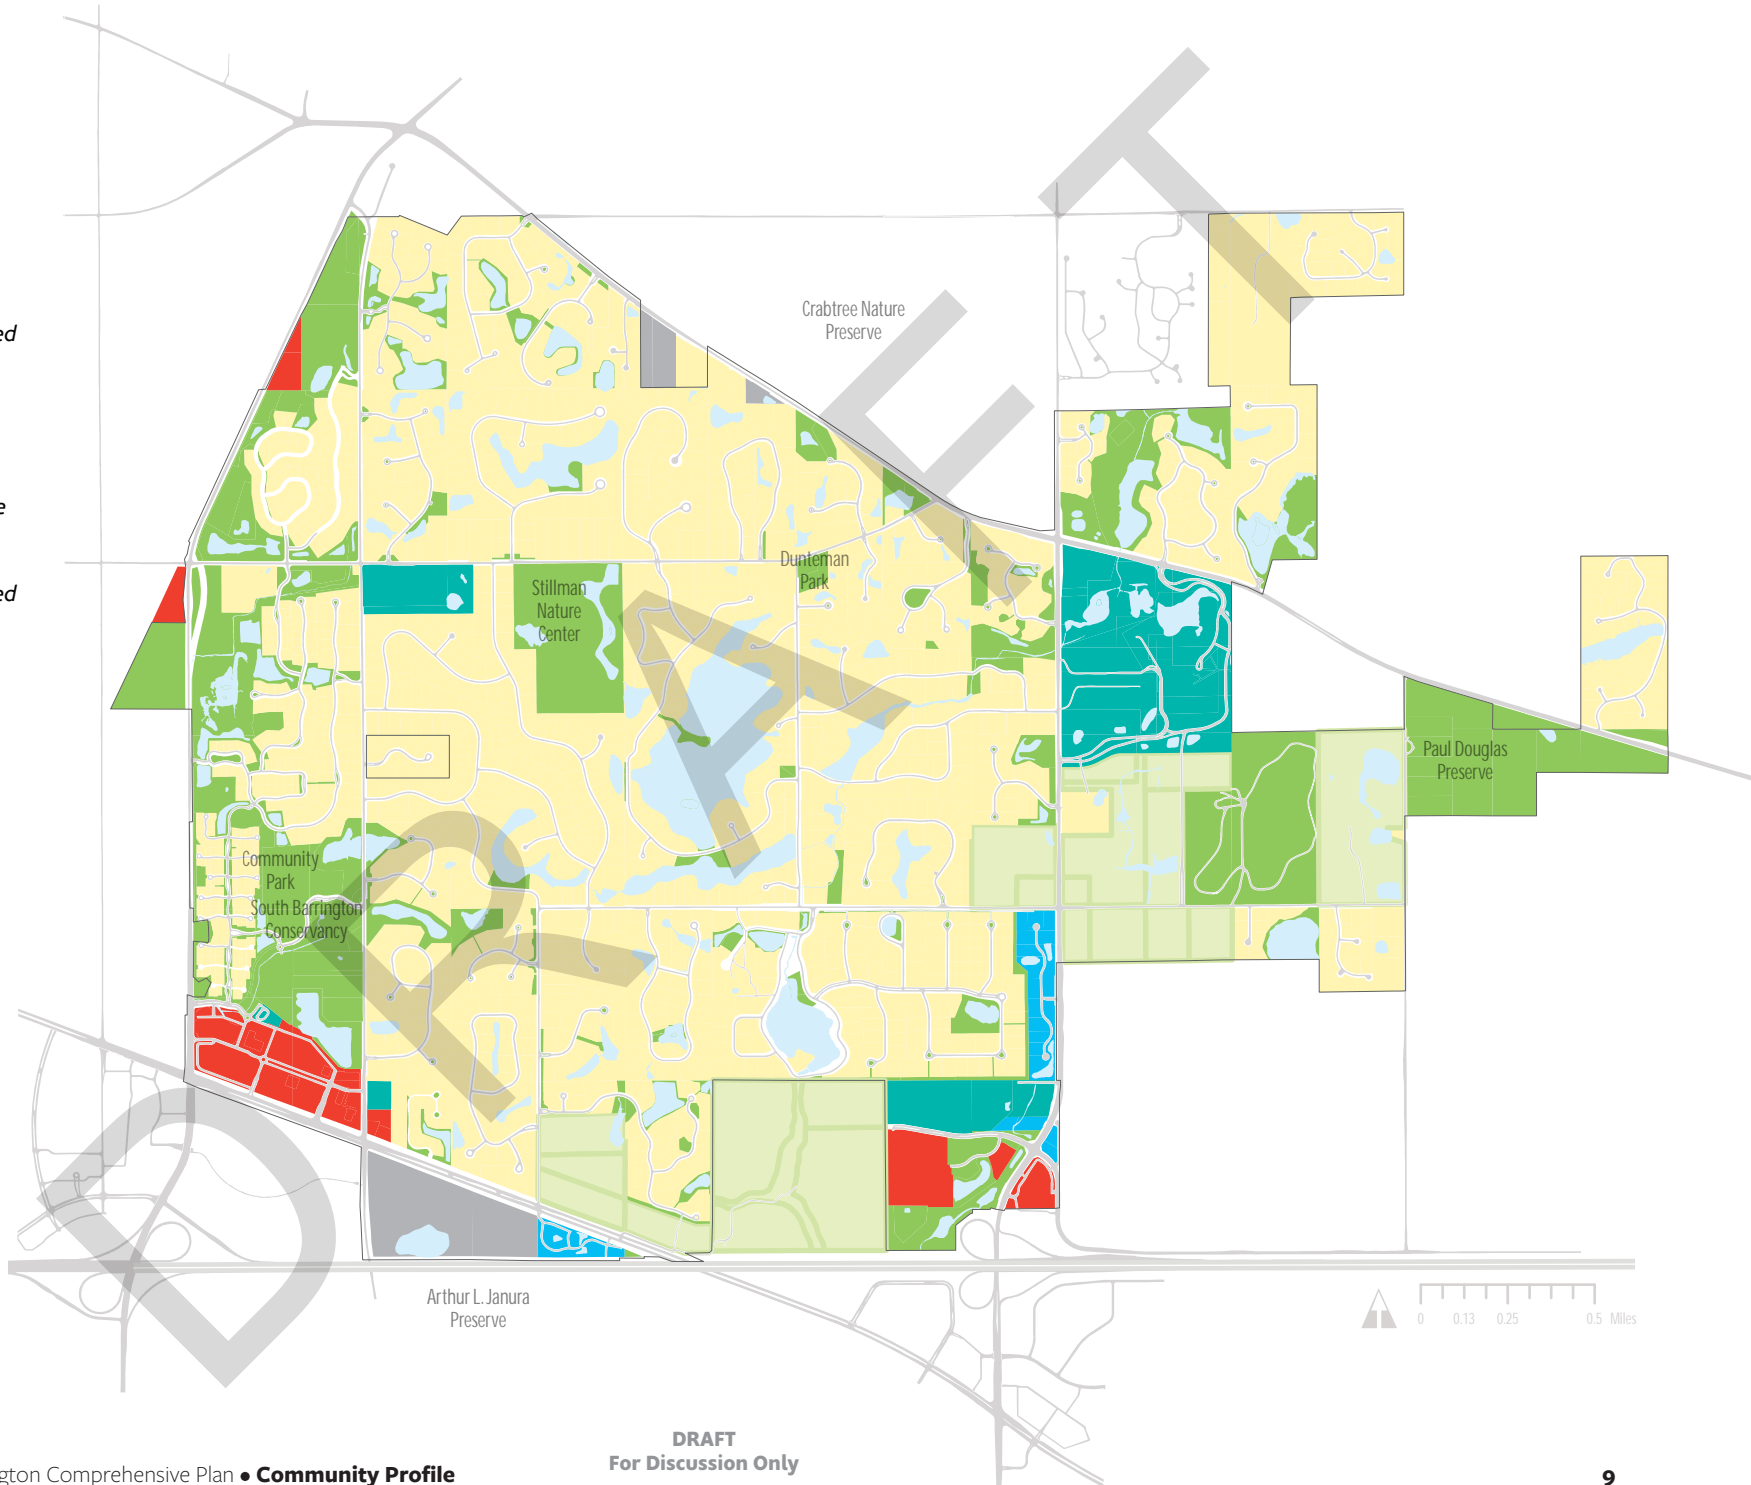 ed
e
ed
Crabtree Nature
Preserve
Dunteman
Park
Stillman
Nature
Center
Paul Douglas
Preserve
Community
Park
South Barrington
Conservancy
Arthur L. Janura
Preserve
0 0.13 0.25 0.5 Miles
DRAFT
DRAFT
For Discussion Only
gton Comprehensive Plan • Community Profile
9